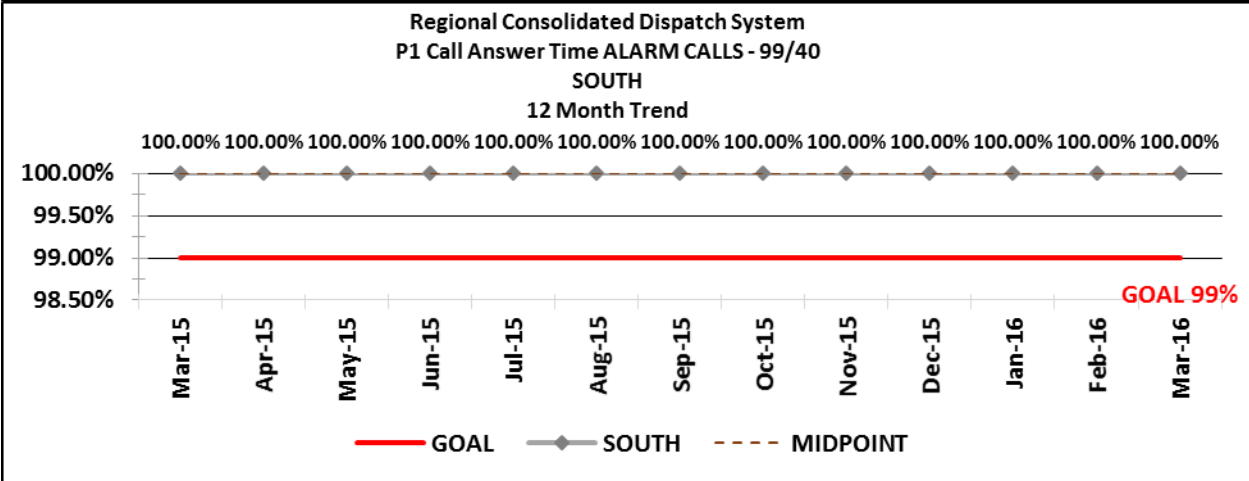 Regional Consolidated Dispatch System
P1 Call Answer Time ALARM CALLS - 99/40
SOUTH
12 Month Trend
100.00% 100.00% 100.00% 100.00% 100.00% 100.00% 100.00% 100.00% 100.00% 100.00% 100.00% 100.00% 100.00%
100.00%
99.50%
99.00%
98.50%
GOAL 99%
Mar-15 Apr-15 May-15 Jun-15 Jul-15 Aug-15 Sep-15 Oct-15 Nov-15 Dec-15 Jan-16 Feb-16 Mar-16
GOAL SOUTH MIDPOINT